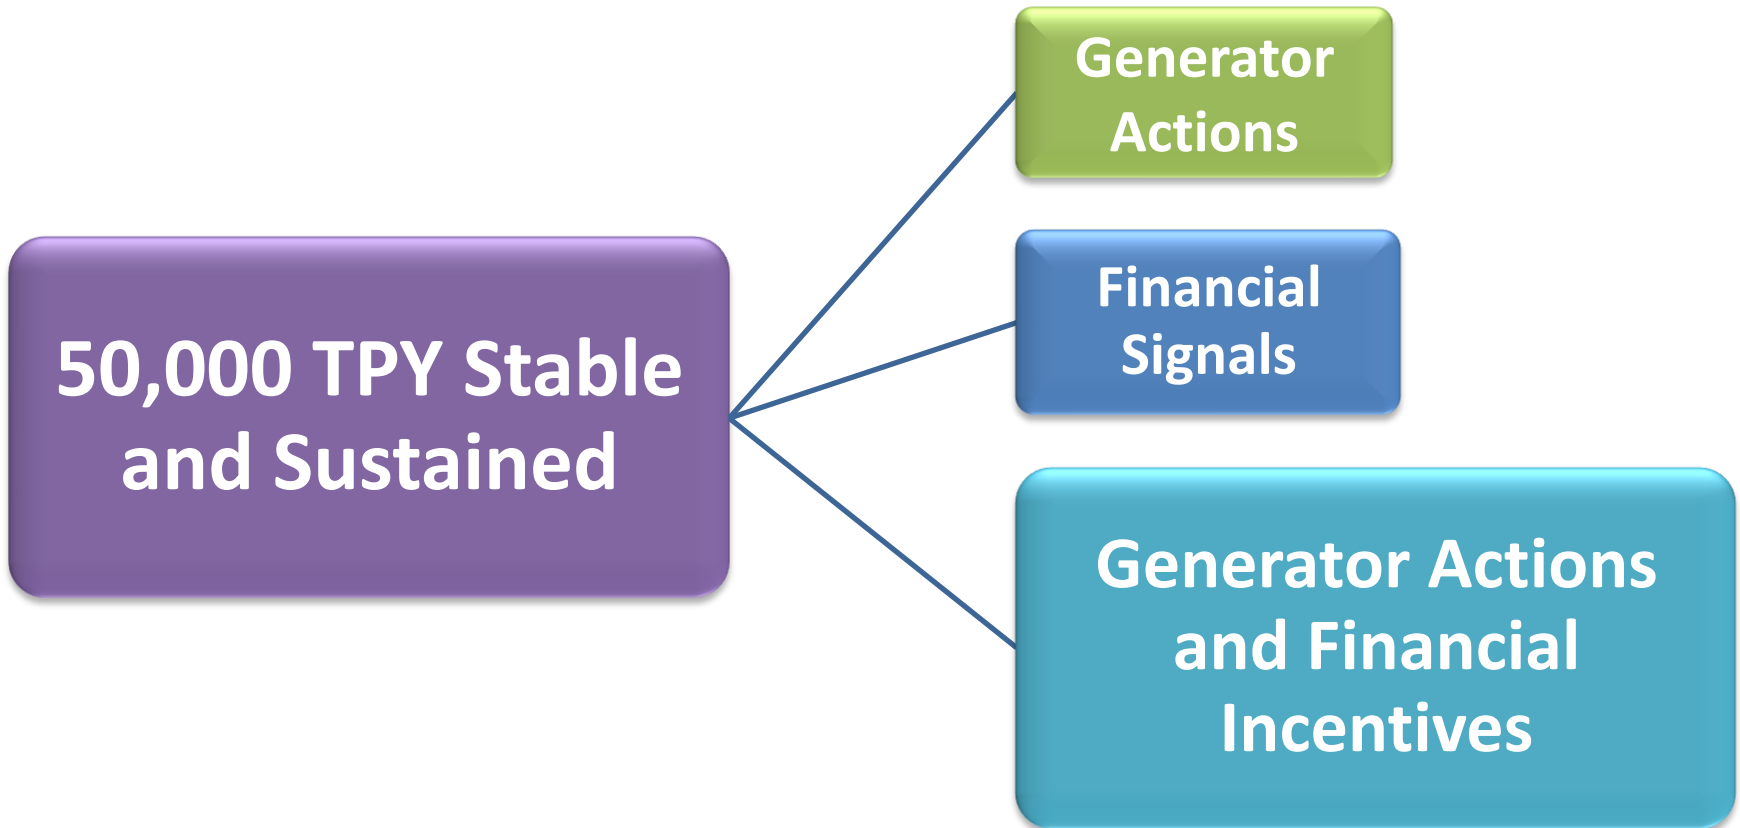 Generator
Actions
Financial
Signals
50,000 TPY Stable
and Sustained
Generator Actions
and Financial
Incentives